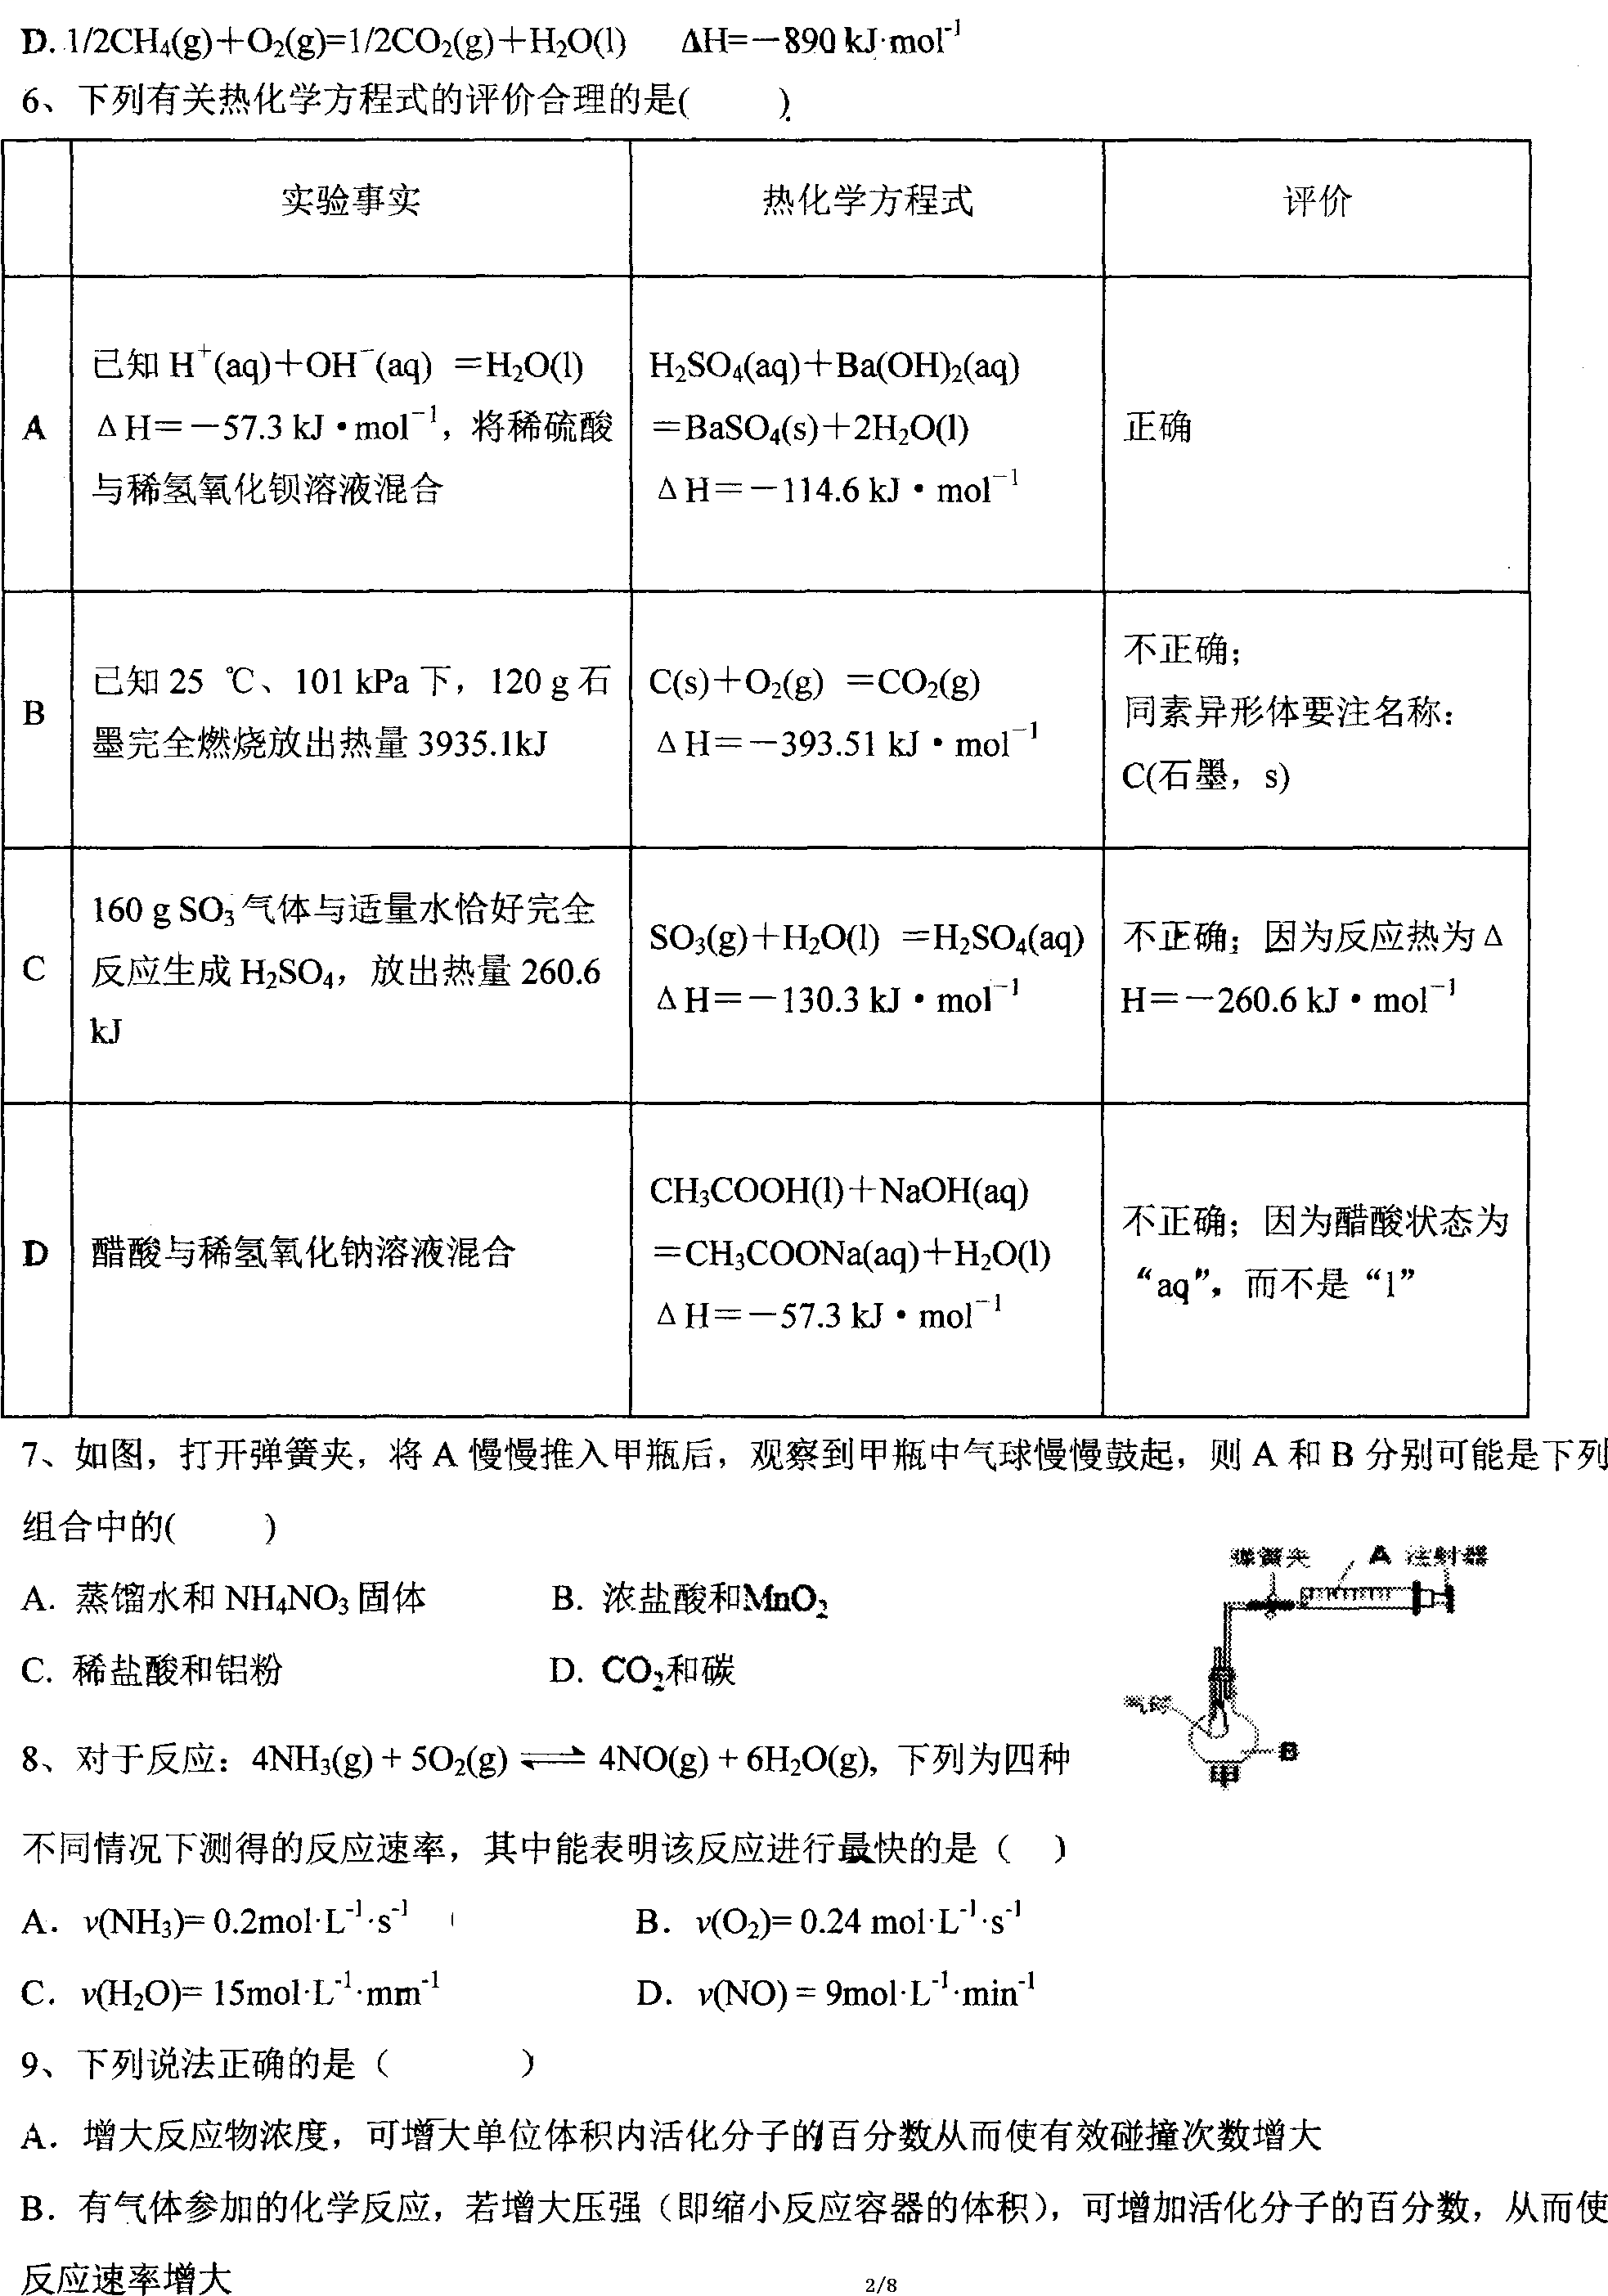 D. 1/2CH₄(g)＋O₂(g)=1/2CO₂(g)＋H₂O(l) ΔH=－890 kJ·mol⁻¹
6、下列有关热化学方程式的评价合理的是( )
实验事实 热化学方程式 评价
A
已知 H⁺(aq)＋OH⁻(aq) ＝H₂O(l)
ΔH＝－57.3 kJ•mol⁻¹，将稀硫酸
与稀氢氧化钡溶液混合
H₂SO₄(aq)＋Ba(OH)₂(aq)
＝BaSO₄(s)＋2H₂O(l)
ΔH＝－114.6 kJ•mol⁻¹
正确
B
已知 25 ℃、101 kPa 下，120 g 石
墨完全燃烧放出热量 3935.1kJ
C(s)＋O₂(g) ＝CO₂(g)
ΔH＝－393.51 kJ•mol⁻¹
不正确；
同素异形体要注名称：
C(石墨，s)
C
160 g SO₃ 气体与适量水恰好完全
反应生成 H₂SO₄，放出热量 260.6
kJ
SO₃(g)＋H₂O(l) ＝H₂SO₄(aq)
ΔH＝－130.3 kJ•mol⁻¹
不正确；因为反应热为 Δ
H＝－260.6 kJ•mol⁻¹
D
醋酸与稀氢氧化钠溶液混合
CH₃COOH(l)＋NaOH(aq)
＝CH₃COONa(aq)＋H₂O(l)
ΔH＝－57.3 kJ•mol⁻¹
不正确；因为醋酸状态为
“aq”，而不是“l”
7、如图，打开弹簧夹，将 A 慢慢推入甲瓶后，观察到甲瓶中气球慢慢鼓起，则 A 和 B 分别可能是下列
组合中的( )
弹簧夹 A 注射器
A. 蒸馏水和 NH₄NO₃ 固体 B. 浓盐酸和MnO₂
C. 稀盐酸和铝粉 D. CO₂和碳
气球
B
甲
8、对于反应：4NH₃(g) + 5O₂(g) ⇌ 4NO(g) + 6H₂O(g), 下列为四种
不同情况下测得的反应速率，其中能表明该反应进行最快的是（ ）
A．v(NH₃)= 0.2mol·L⁻¹·s⁻¹ B．v(O₂)= 0.24 mol·L⁻¹·s⁻¹
C．v(H₂O)= 15mol·L⁻¹·mm⁻¹ D．v(NO) = 9mol·L⁻¹·min⁻¹
9、下列说法正确的是（ ）
A．增大反应物浓度，可增大单位体积内活化分子的百分数从而使有效碰撞次数增大
B．有气体参加的化学反应，若增大压强（即缩小反应容器的体积），可增加活化分子的百分数，从而使
反应速率增大
2/8